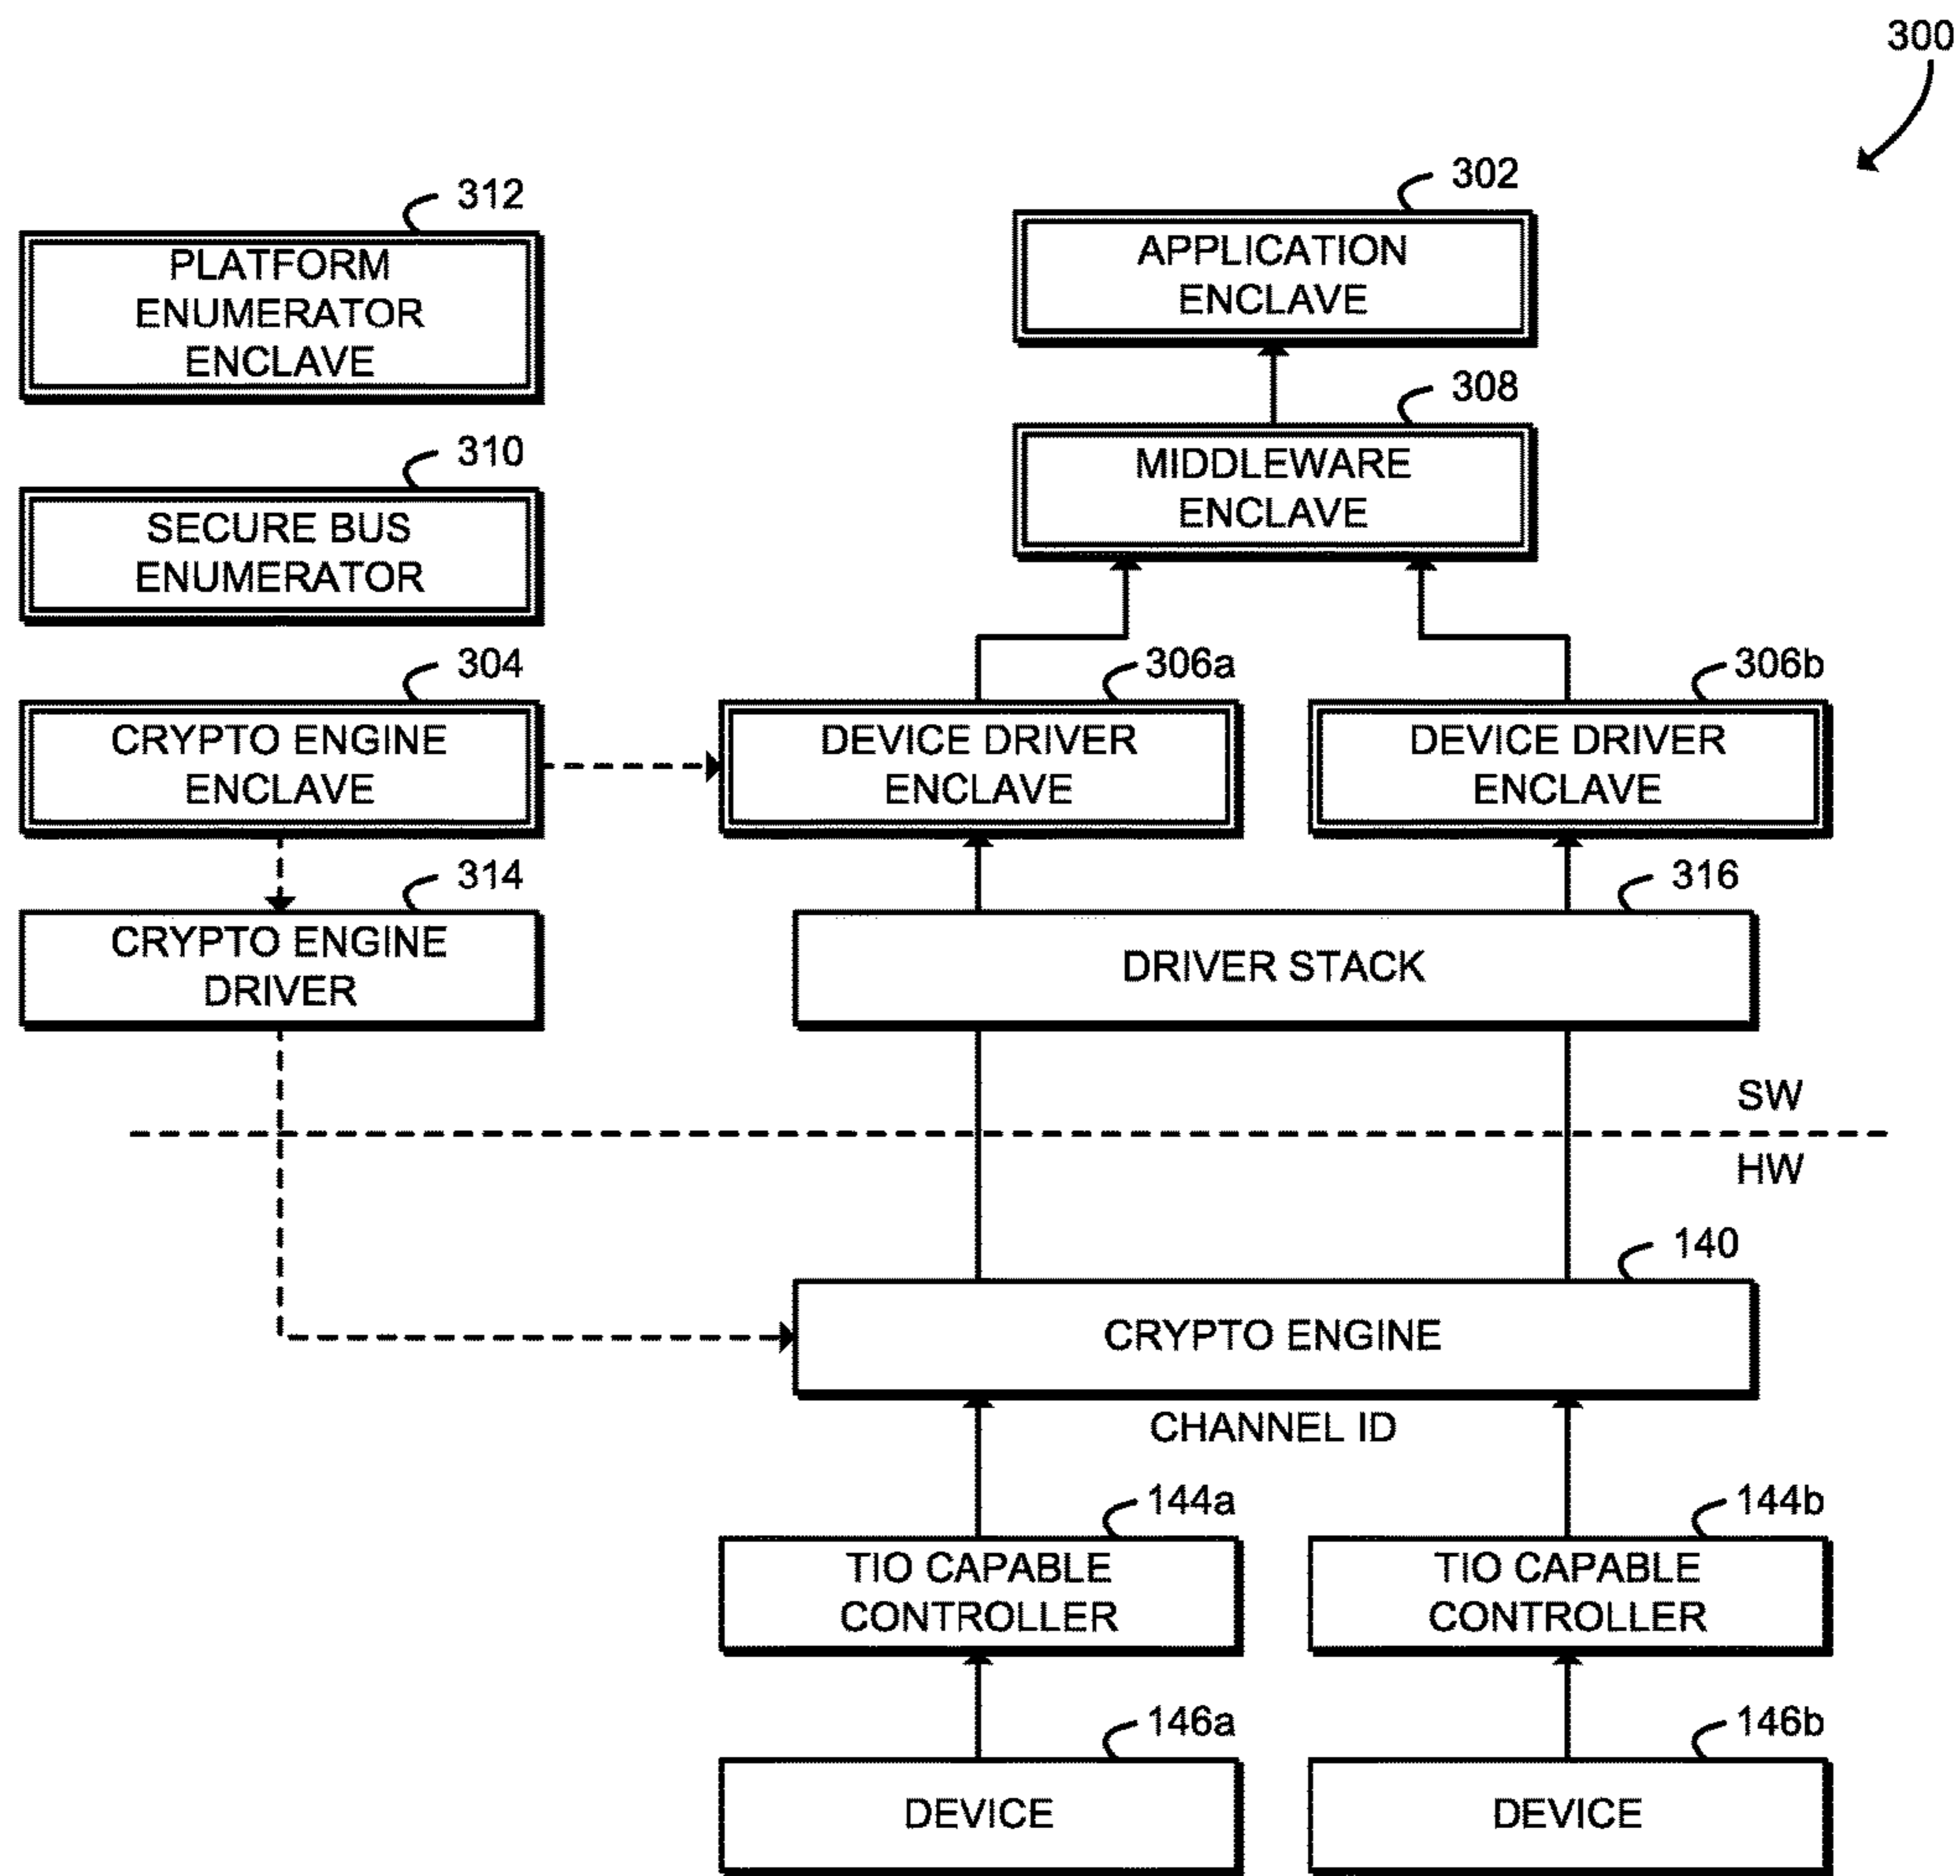 300
312
PLATFORM
ENUMERATOR
ENCLAVE
302
APPLICATION
ENCLAVE
308
MIDDLEWARE
ENCLAVE
310
SECURE BUS
ENUMERATOR
304
CRYPTO ENGINE
ENCLAVE
306a
DEVICE DRIVER
ENCLAVE
306b
DEVICE DRIVER
ENCLAVE
314
CRYPTO ENGINE
DRIVER
316
DRIVER STACK
SW
HW
140
CRYPTO ENGINE
CHANNEL ID
144a
TIO CAPABLE
CONTROLLER
144b
TIO CAPABLE
CONTROLLER
146a
DEVICE
146b
DEVICE